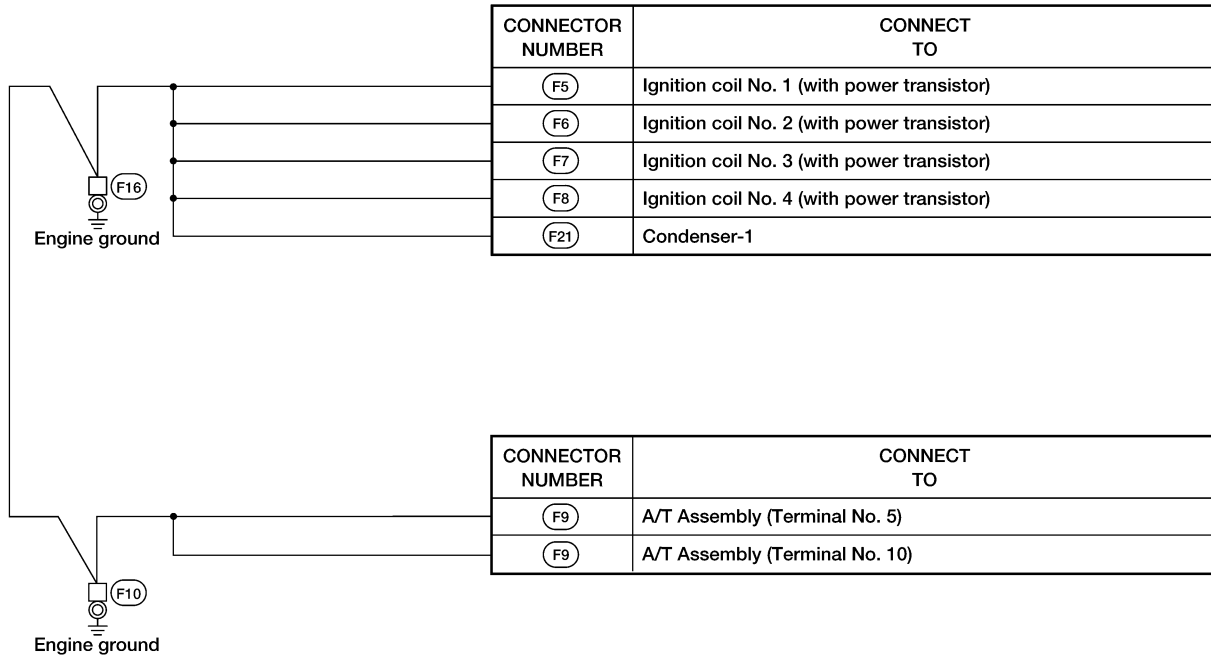 CONNECTOR NUMBER
CONNECT TO
F5 Ignition coil No. 1 (with power transistor)
F6 Ignition coil No. 2 (with power transistor)
F7 Ignition coil No. 3 (with power transistor)
F16
F8 Ignition coil No. 4 (with power transistor)
Engine ground
F21 Condenser-1
CONNECTOR NUMBER
CONNECT TO
F9 A/T Assembly (Terminal No. 5)
F9 A/T Assembly (Terminal No. 10)
F10
Engine ground